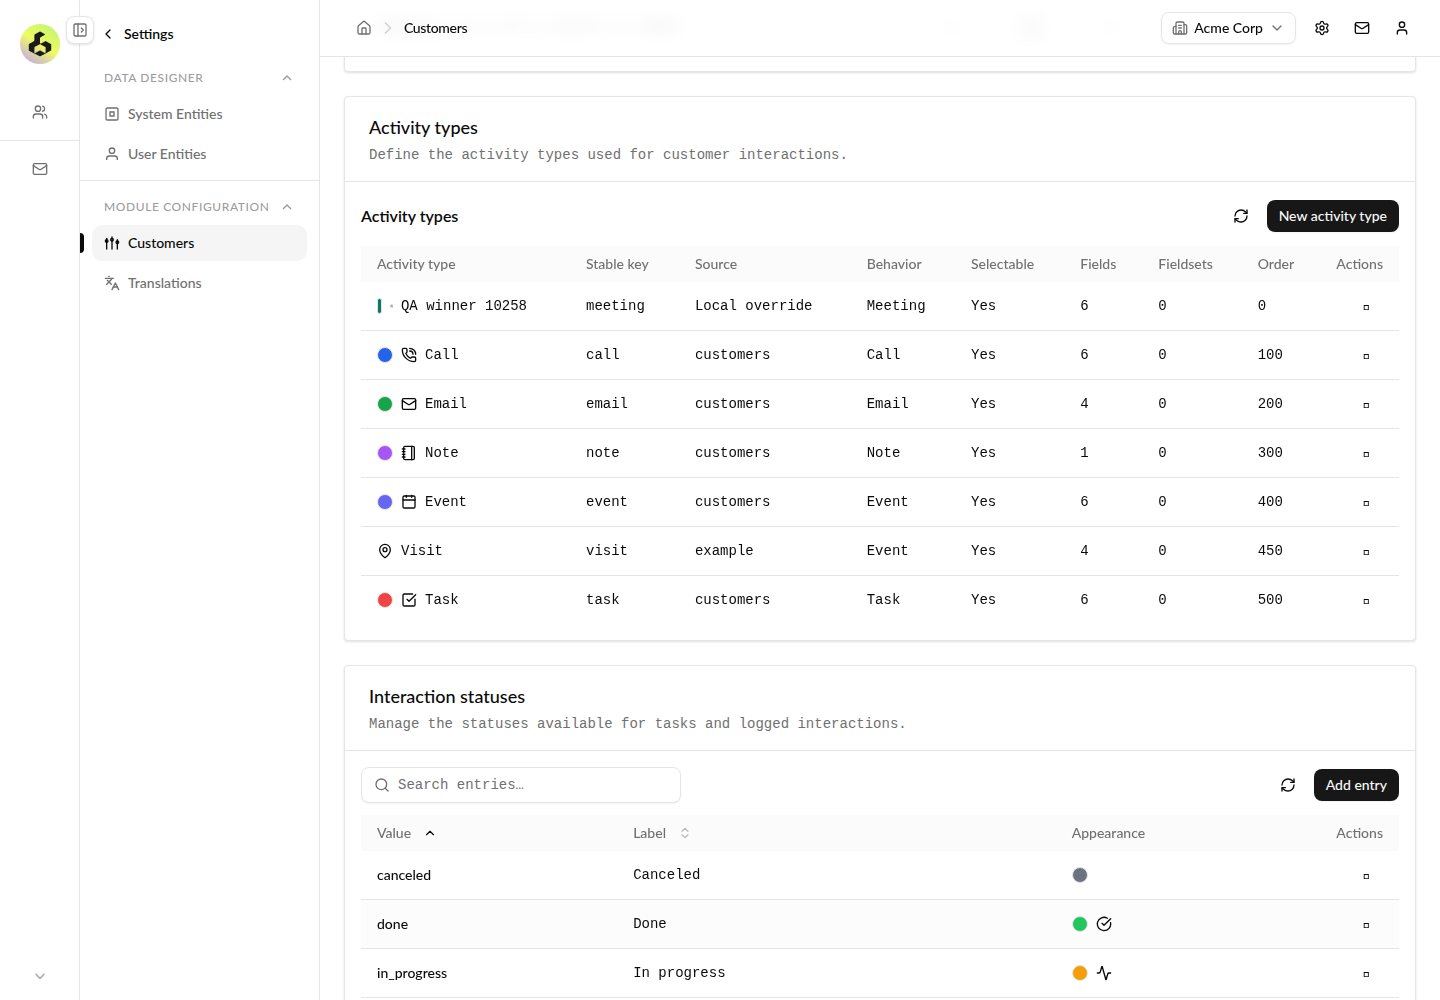 Settings
DATA DESIGNER
System Entities
User Entities
MODULE CONFIGURATION
Customers
Translations
Customers
Acme Corp
Activity types
Define the activity types used for customer interactions.
Activity types
New activity type
Activity type Stable key Source Behavior Selectable Fields Fieldsets Order Actions
QA winner 10258 meeting Local override Meeting Yes 6 0 0
Call call customers Call Yes 6 0 100
Email email customers Email Yes 4 0 200
Note note customers Note Yes 1 0 300
Event event customers Event Yes 6 0 400
Visit visit example Event Yes 4 0 450
Task task customers Task Yes 6 0 500
Interaction statuses
Manage the statuses available for tasks and logged interactions.
Search entries…
Add entry
Value Label Appearance Actions
canceled Canceled
done Done
in_progress In progress